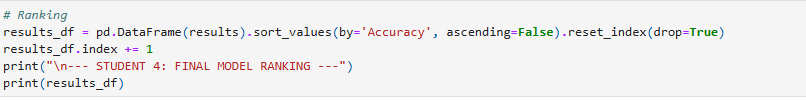 # Ranking
results_df = pd.DataFrame(results).sort_values(by='Accuracy', ascending=False).reset_index(drop=True)
results_df.index += 1
print("\n--- STUDENT 4: FINAL MODEL RANKING ---")
print(results_df)